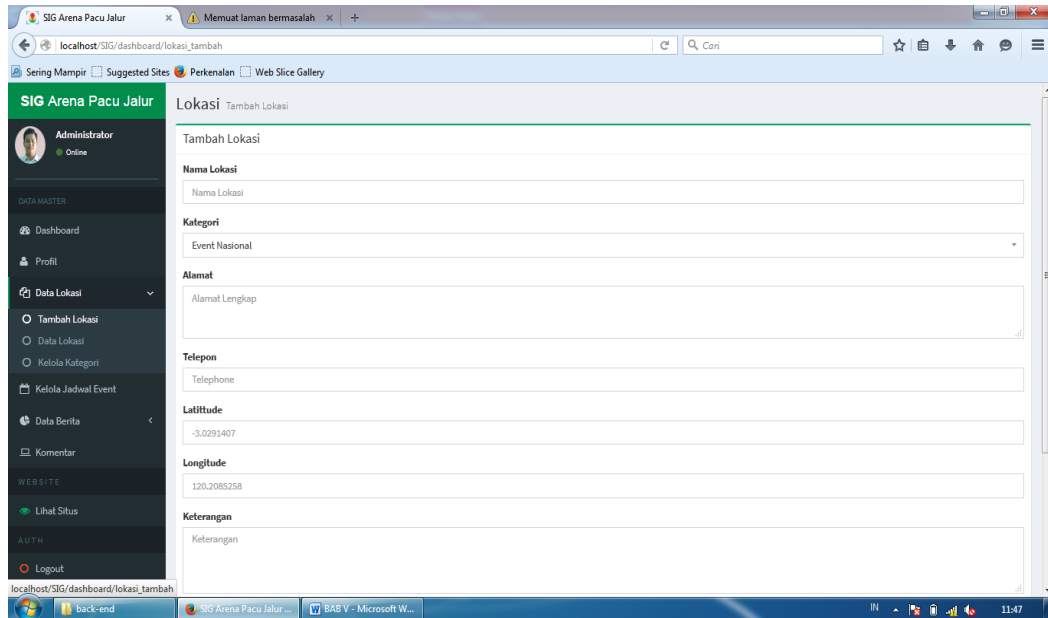 SIG Arena Pacu Jalur
Memuat laman bermasalah
localhost/SIG/dashboard/lokasi_tambah
Cari
Sering Mampir Suggested Sites Perkenalan Web Slice Gallery
SIG Arena Pacu Jalur
Administrator
Online
DATA MASTER
Dashboard
Profil
Data Lokasi
Tambah Lokasi
Data Lokasi
Kelola Kategori
Kelola Jadwal Event
Data Berita
Komentar
WEBSITE
Lihat Situs
AUTH
Logout
Lokasi Tambah Lokasi
Tambah Lokasi
Nama Lokasi
Nama Lokasi
Kategori
Event Nasional
Alamat
Alamat Lengkap
Telepon
Telephone
Latittude
-3.0291407
Longitude
120.2085258
Keterangan
Keterangan
localhost/SIG/dashboard/lokasi_tambah
back-end
SIG Arena Pacu Jalur ...
BAB V - Microsoft W...
IN
11:47